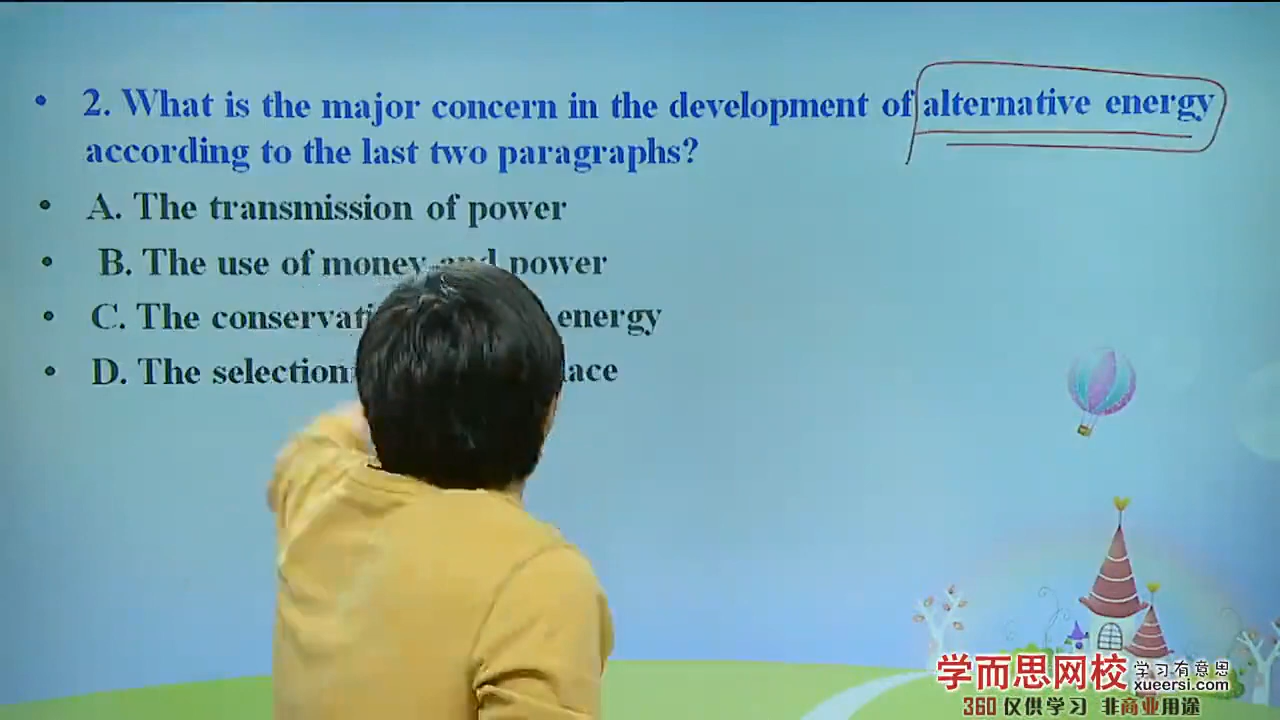 • 2. What is the major concern in the development of alternative energy
according to the last two paragraphs?
• A. The transmission of power
• B. The use of money and power
• C. The conservati energy
• D. The selection lace
学而思网校 学习有意思
xueersi.com
360 仅供学习 非商业用途